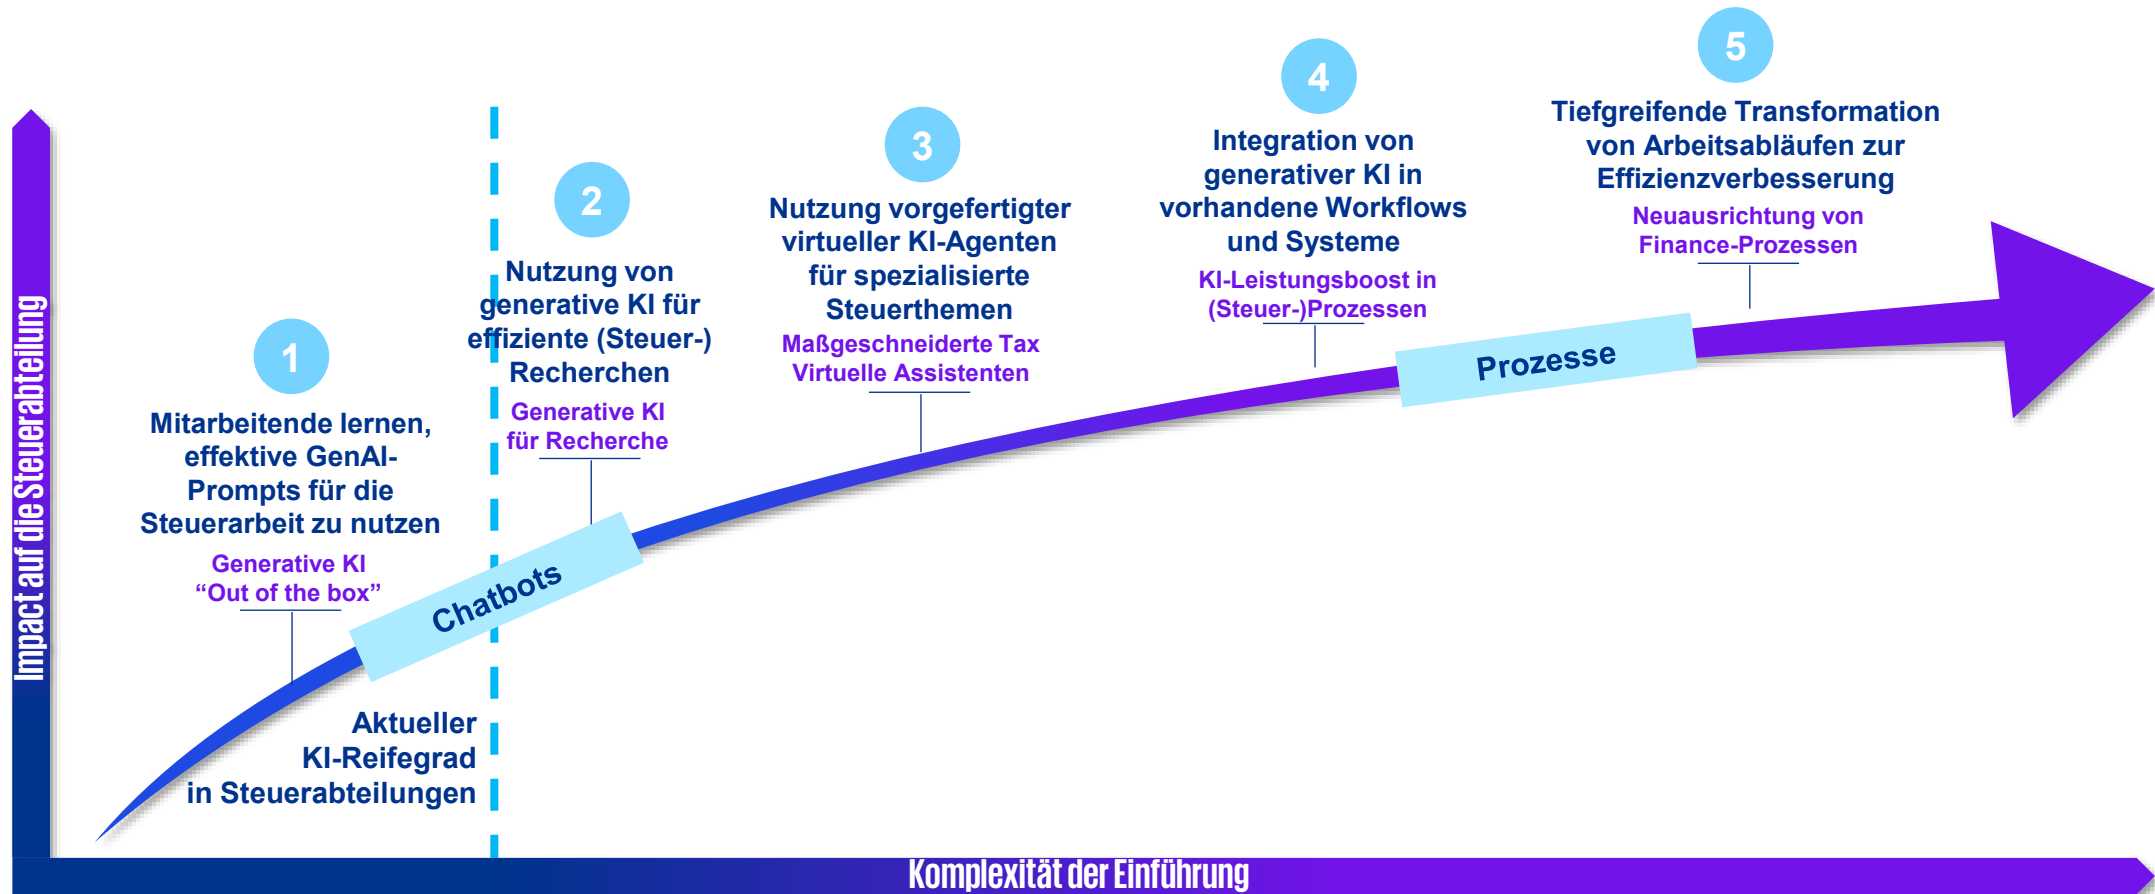 1
Mitarbeitende lernen,
effektive GenAI-
Prompts für die
Steuerarbeit zu nutzen
Generative KI
“Out of the box”
2
Nutzung von
generative KI für
effiziente (Steuer-)
Recherchen
Generative KI
für Recherche
3
Nutzung vorgefertigter
virtueller KI-Agenten
für spezialisierte
Steuerthemen
Maßgeschneiderte Tax
Virtuelle Assistenten
4
Integration von
generativer KI in
vorhandene Workflows
und Systeme
KI-Leistungsboost in
(Steuer-)Prozessen
5
Tiefgreifende Transformation
von Arbeitsabläufen zur
Effizienzverbesserung
Neuausrichtung von
Finance-Prozessen
Chatbots
Prozesse
Aktueller
KI-Reifegrad
in Steuerabteilungen
Impact auf die Steuerabteilung
Komplexität der Einführung